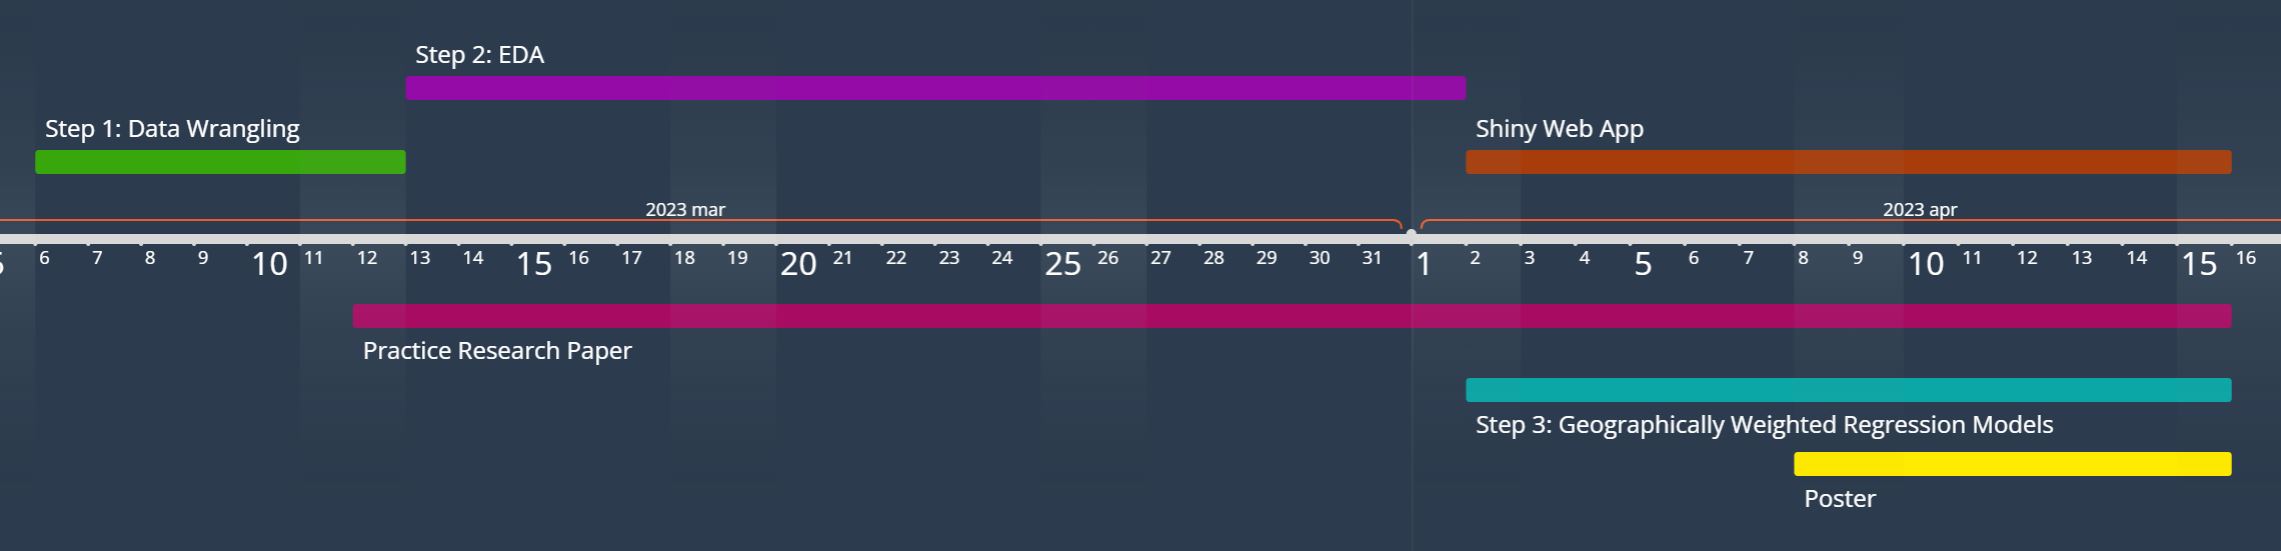 Step 2: EDA
Step 1: Data Wrangling
Shiny Web App
2023 mar
2023 apr
5 6 7 8 9 10 11 12 13 14 15 16 17 18 19 20 21 22 23 24 25 26 27 28 29 30 31 1 2 3 4 5 6 7 8 9 10 11 12 13 14 15 16
Practice Research Paper
Step 3: Geographically Weighted Regression Models
Poster